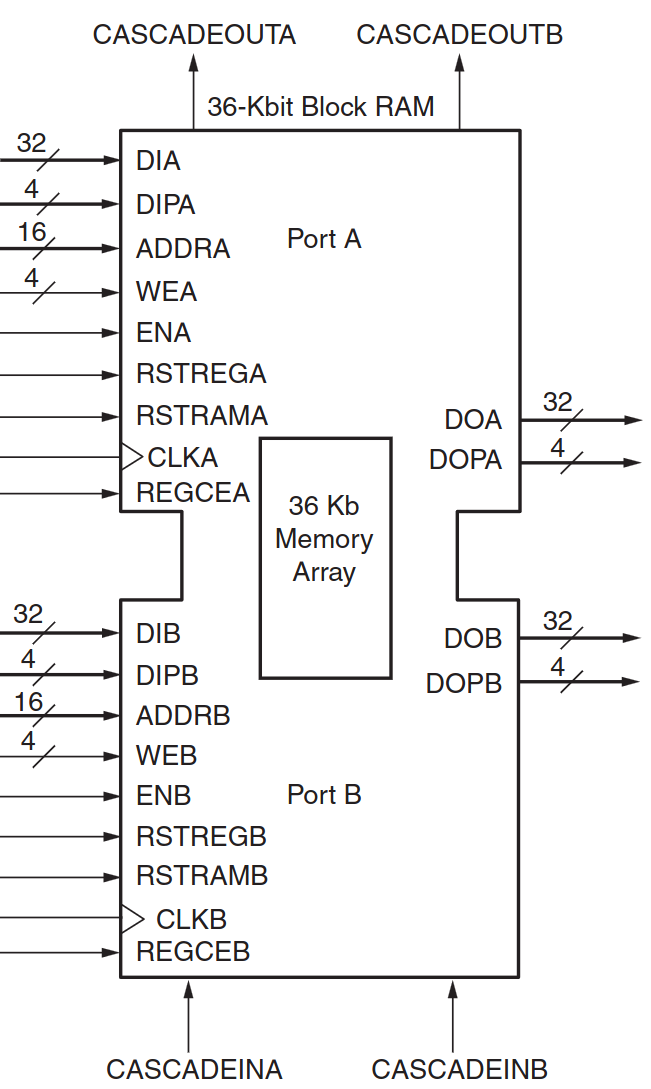 CASCADEOUTA CASCADEOUTB
36-Kbit Block RAM
32 DIA
4 DIPA
16 ADDRA
Port A
4 WEA
ENA
RSTREGA
RSTRAMA
DOA 32
CLKA
DOPA 4
REGCEA
36 Kb
Memory
Array
32 DIB
DOB 32
4 DIPB
DOPB 4
16 ADDRB
4 WEB
ENB
Port B
RSTREGB
RSTRAMB
CLKB
REGCEB
CASCADEINA CASCADEINB